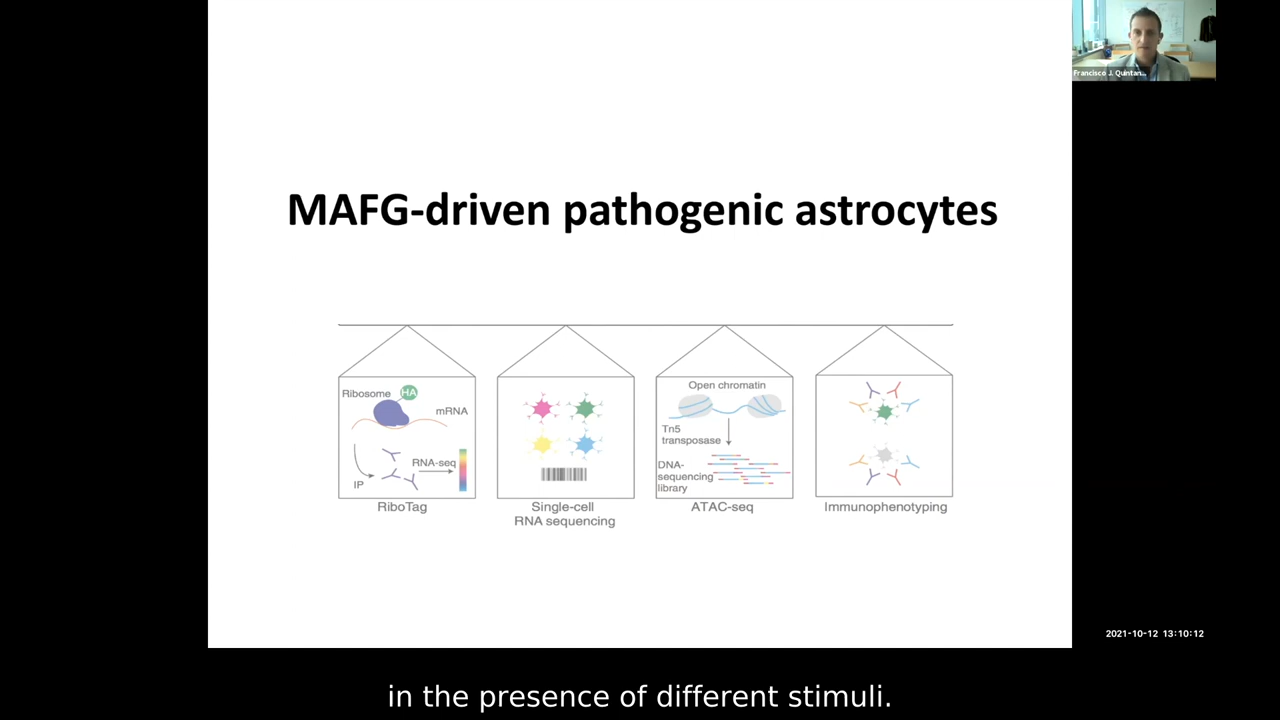 Francisco J. Quintan...
MAFG-driven pathogenic astrocytes
Ribosome
HA
mRNA
IP
RNA-seq
RiboTag
Single-cell
RNA sequencing
Open chromatin
Tn5
transposase
DNA-
sequencing
library
ATAC-seq
Immunophenotyping
2021-10-12 13:10:12
in the presence of different stimuli.